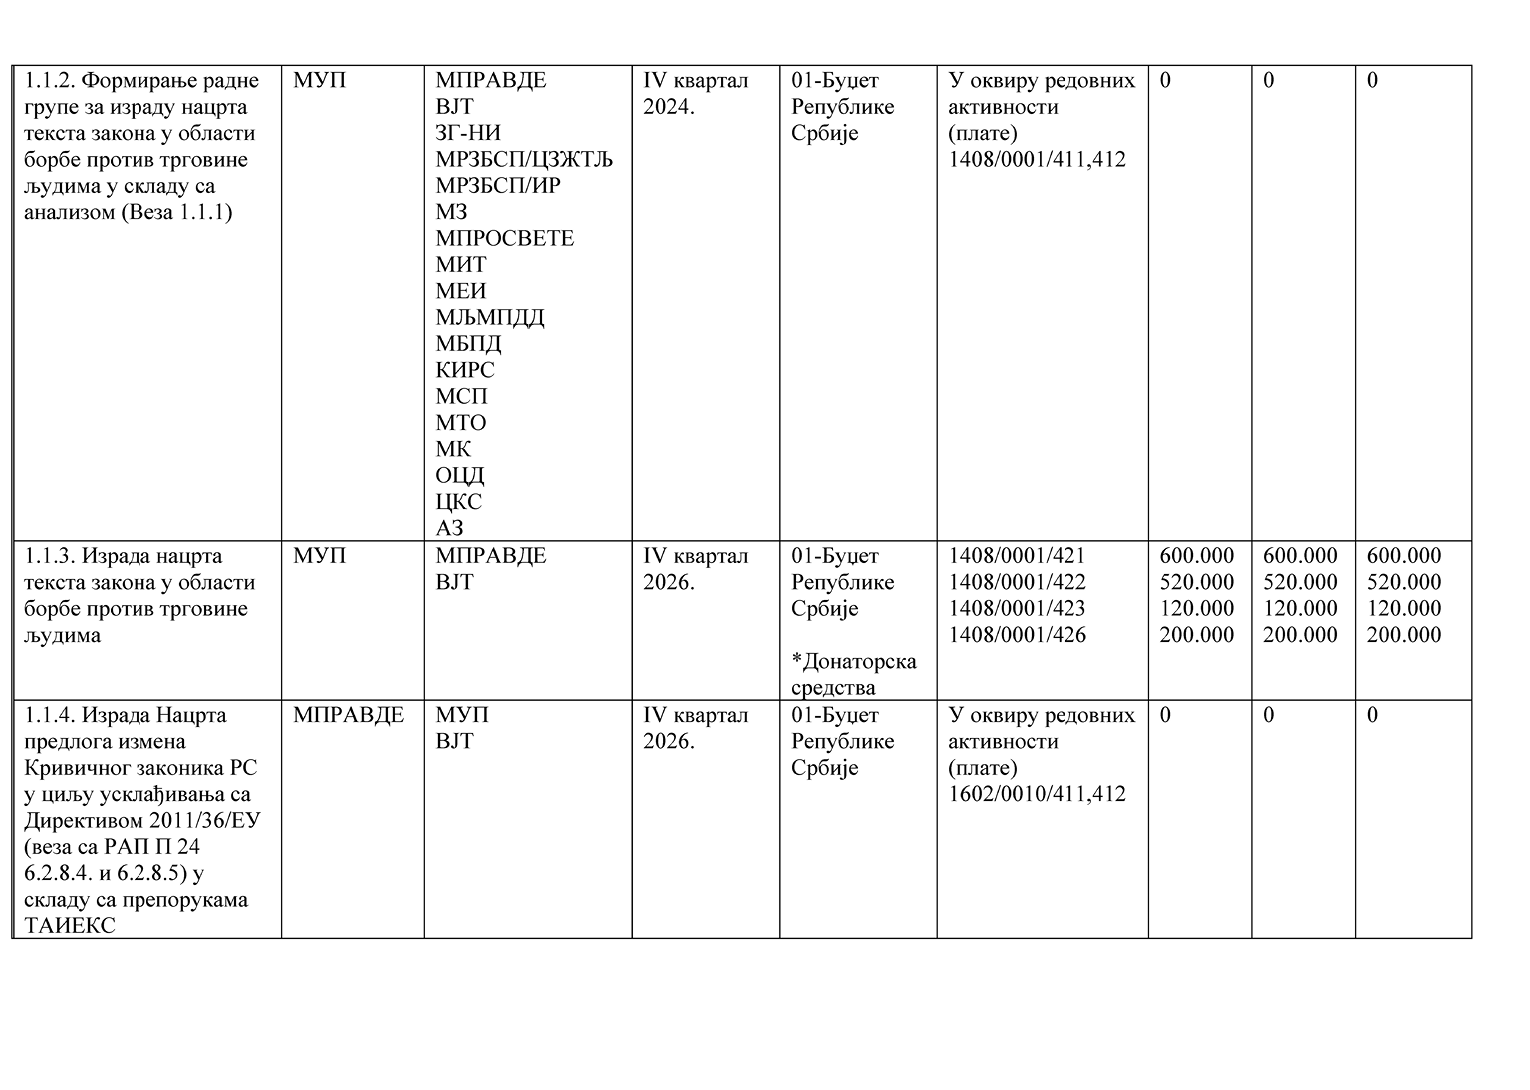 1.1.2. Формирање радне
групе за израду нацрта
текста закона у области
борбе против трговине
људима у складу са
анализом (Веза 1.1.1)
МУП
МПРАВДЕ
ВЈТ
ЗГ-НИ
МРЗБСП/ЦЗЖТЉ
МРЗБСП/ИР
МЗ
МПРОСВЕТЕ
МИТ
МЕИ
МЉМПДД
МБПД
КИРС
МСП
МТО
МК
ОЦД
ЦКС
АЗ
IV квартал
2024.
01-Буџет
Републике
Србије
У оквиру редовних
активности
(плате)
1408/0001/411,412
0
0
0
1.1.3. Израда нацрта
текста закона у области
борбе против трговине
људима
МУП
МПРАВДЕ
ВЈТ
IV квартал
2026.
01-Буџет
Републике
Србије
*Донаторска
средства
1408/0001/421
1408/0001/422
1408/0001/423
1408/0001/426
600.000
520.000
120.000
200.000
600.000
520.000
120.000
200.000
600.000
520.000
120.000
200.000
1.1.4. Израда Нацрта
предлога измена
Кривичног законика РС
у циљу усклађивања са
Директивом 2011/36/ЕУ
(веза са РАП П 24
6.2.8.4. и 6.2.8.5) у
складу са препорукама
ТАИЕКС
МПРАВДЕ
МУП
ВЈТ
IV квартал
2026.
01-Буџет
Републике
Србије
У оквиру редовних
активности
(плате)
1602/0010/411,412
0
0
0